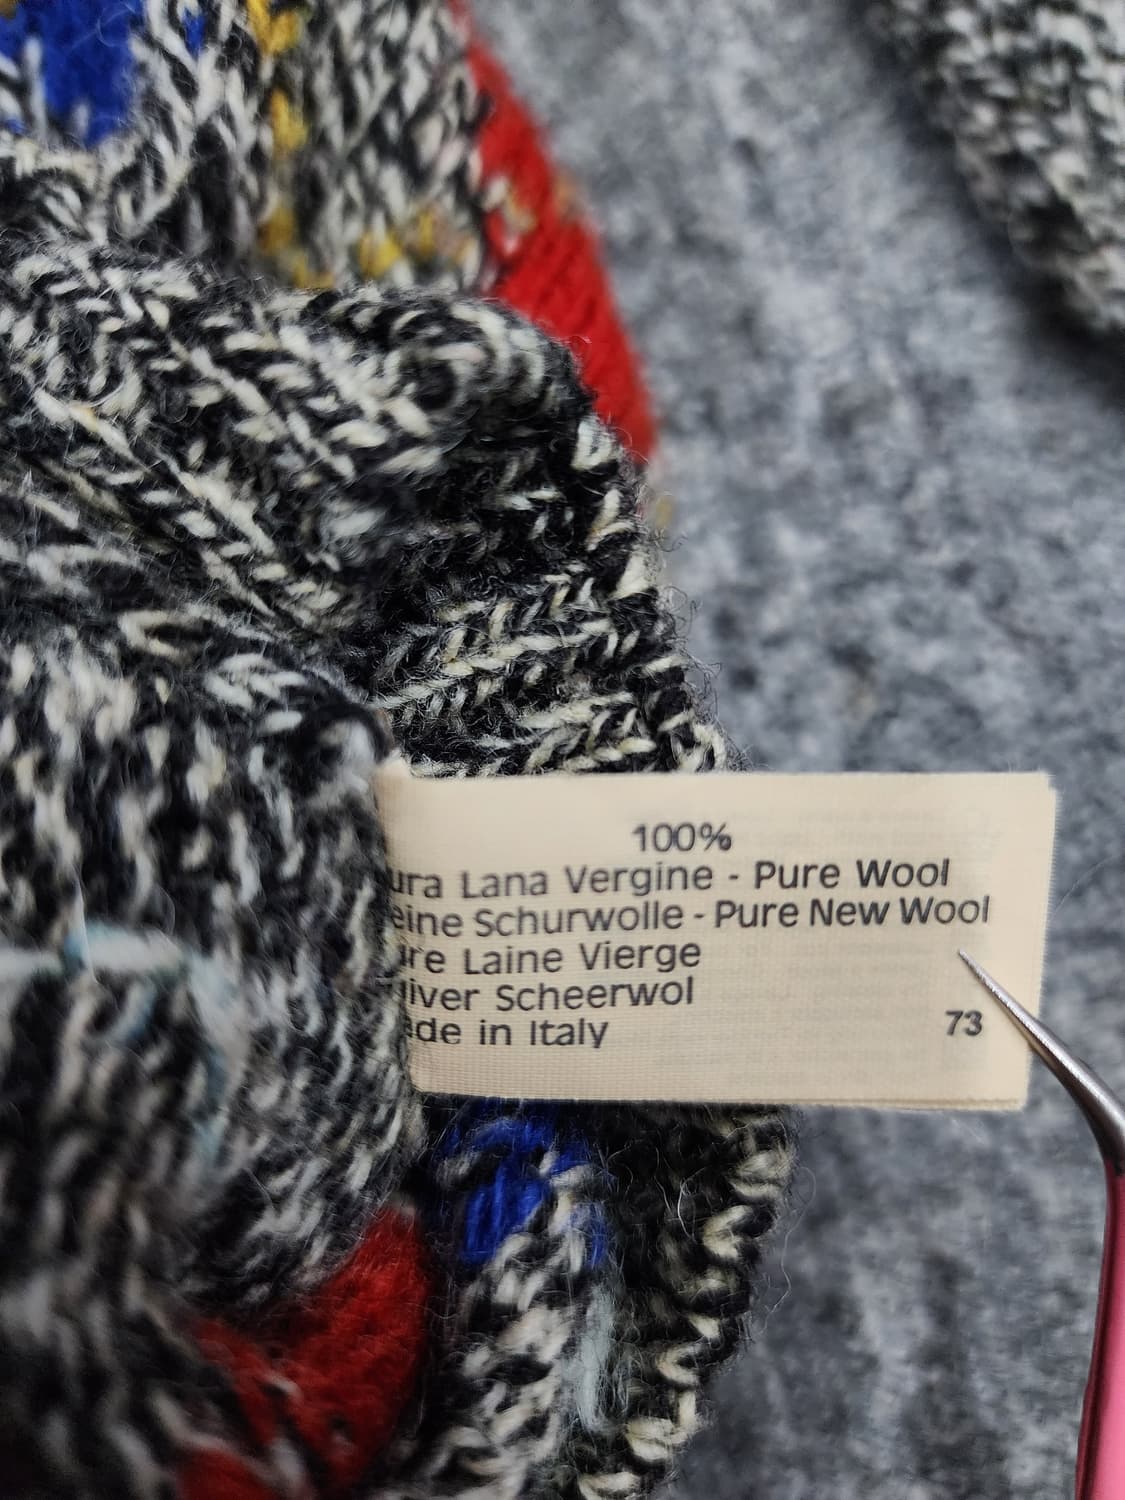 100%
ura Lana Vergine - Pure Wool
eine Schurwolle - Pure New Wool
ure Laine Vierge
uiver Scheerwol
ade in Italy 73